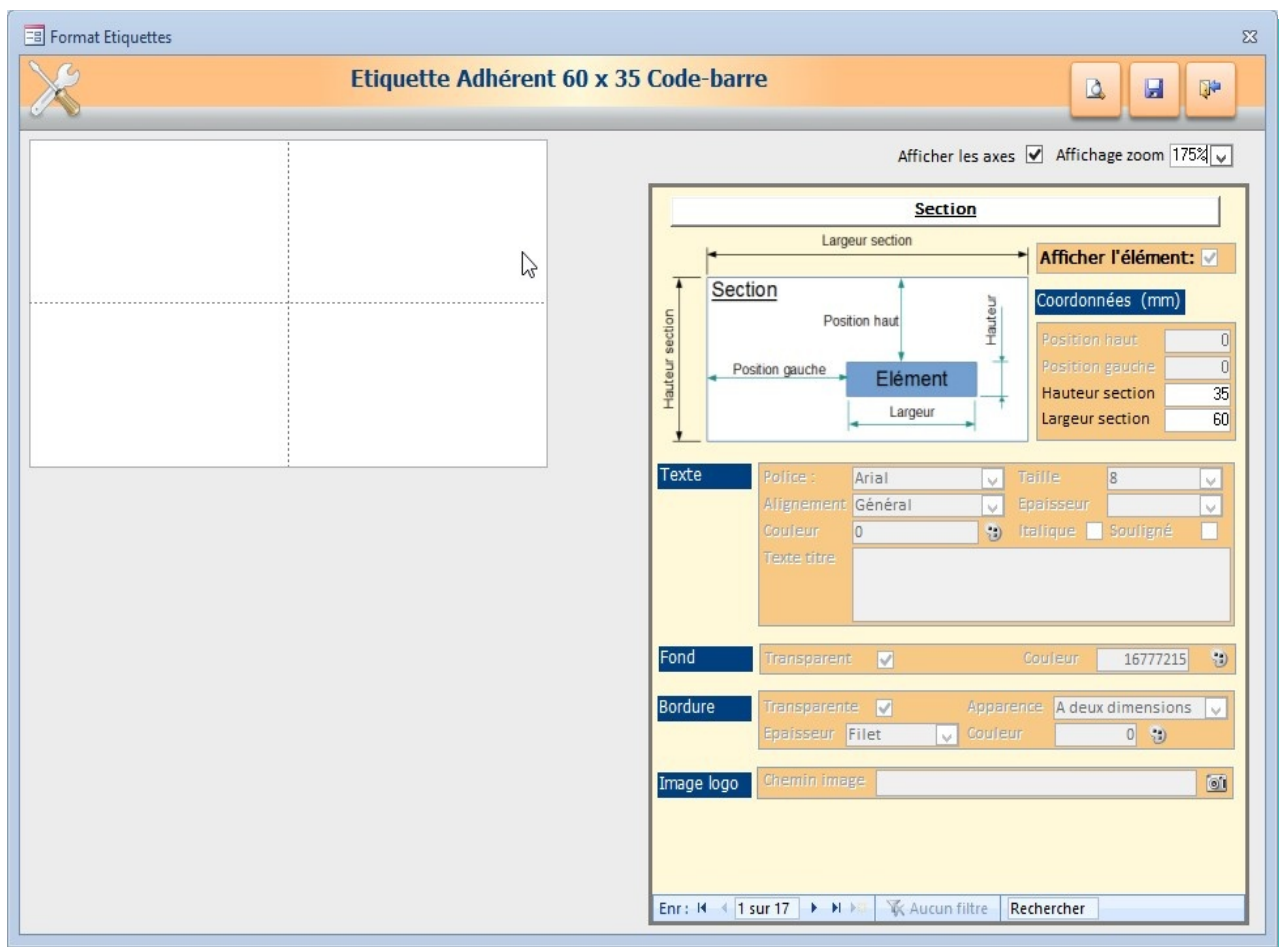 Format Etiquettes
Etiquette Adhérent 60 x 35 Code-barre
Afficher les axes Affichage zoom 175%
Section
Largeur section
Afficher l'élément:
Section
Coordonnées (mm)
Hauteur section
Position haut
Hauteur
Position haut 0
Position gauche
Position gauche 0
Elément
Hauteur section 35
Largeur
Largeur section 60
Texte
Police : Arial Taille 8
Alignement Général Epaisseur
Couleur 0 Italique Souligné
Texte titre
Fond
Transparent Couleur 16777215
Bordure
Transparente Apparence A deux dimensions
Epaisseur Filet Couleur 0
Image logo
Chemin image
Enr : 1 sur 17 Aucun filtre Rechercher